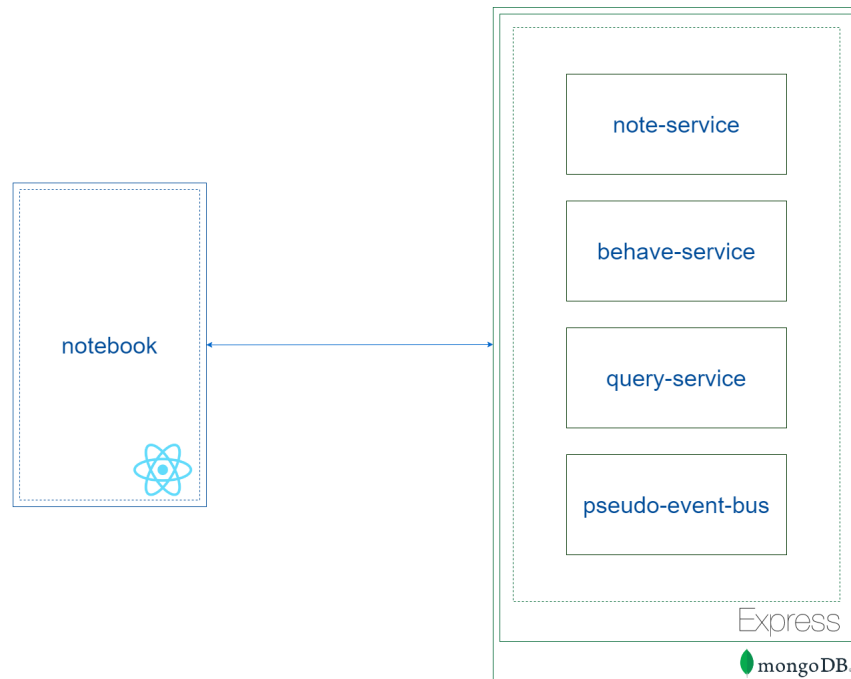 note-service
behave-service
notebook
query-service
pseudo-event-bus
Express
mongoDB